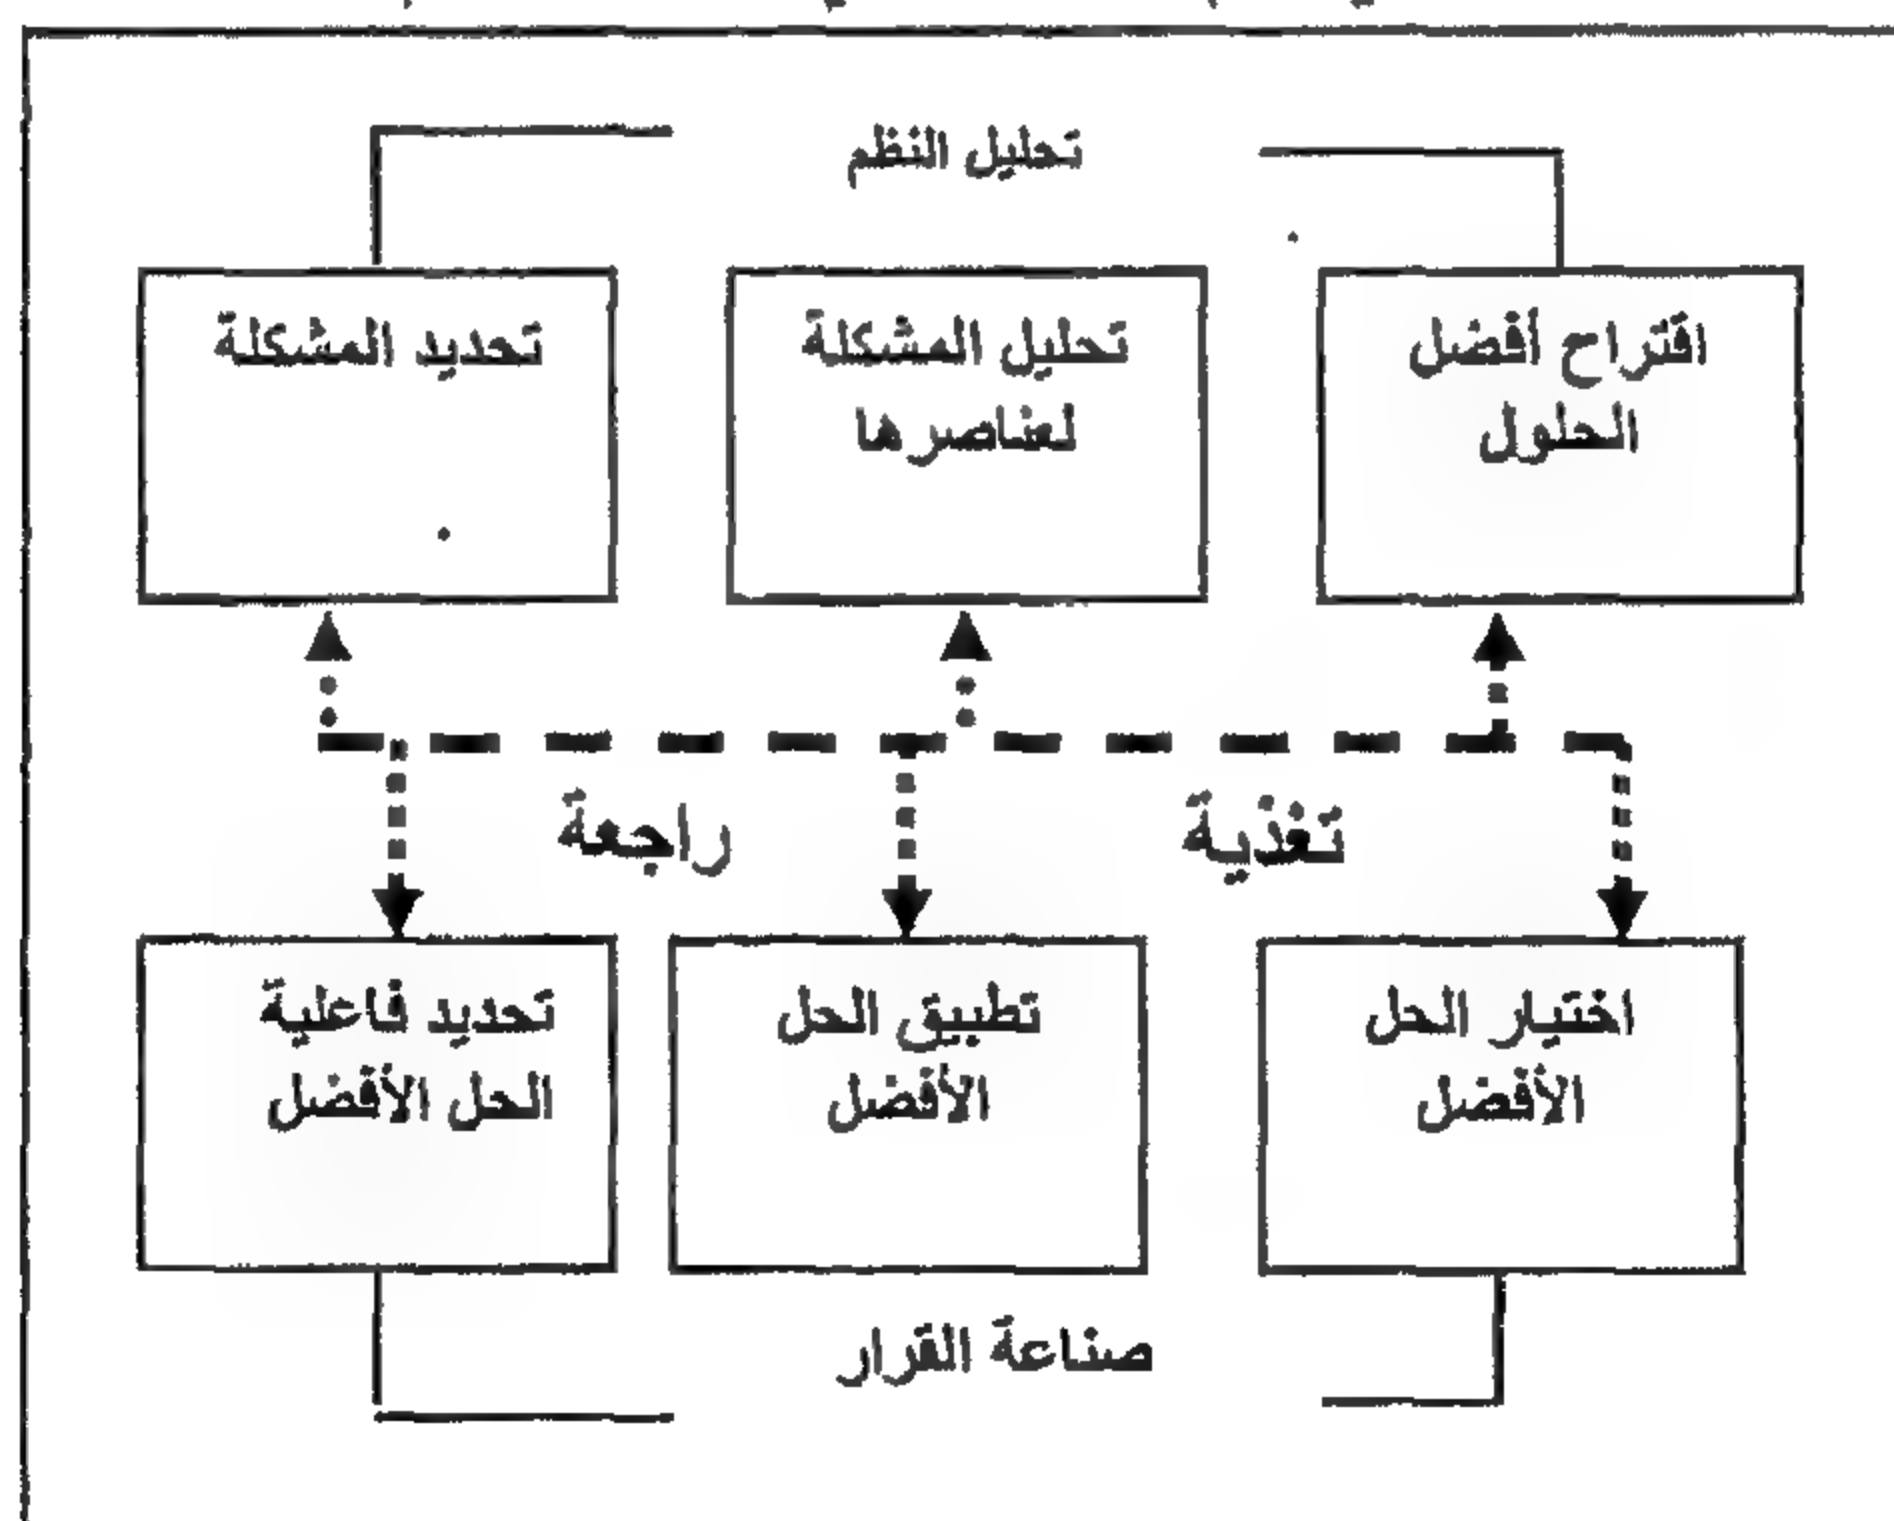 تحليل النظم
اقتراح أفضل
الحلول
تحليل المشكلة
لعناصرها
تحديد المشكلة
تغذية
راجعة
اختيار الحل
الأفضل
تطبيق الحل
الأفضل
تحديد فاعلية
الحل الأفضل
صناعة القرار